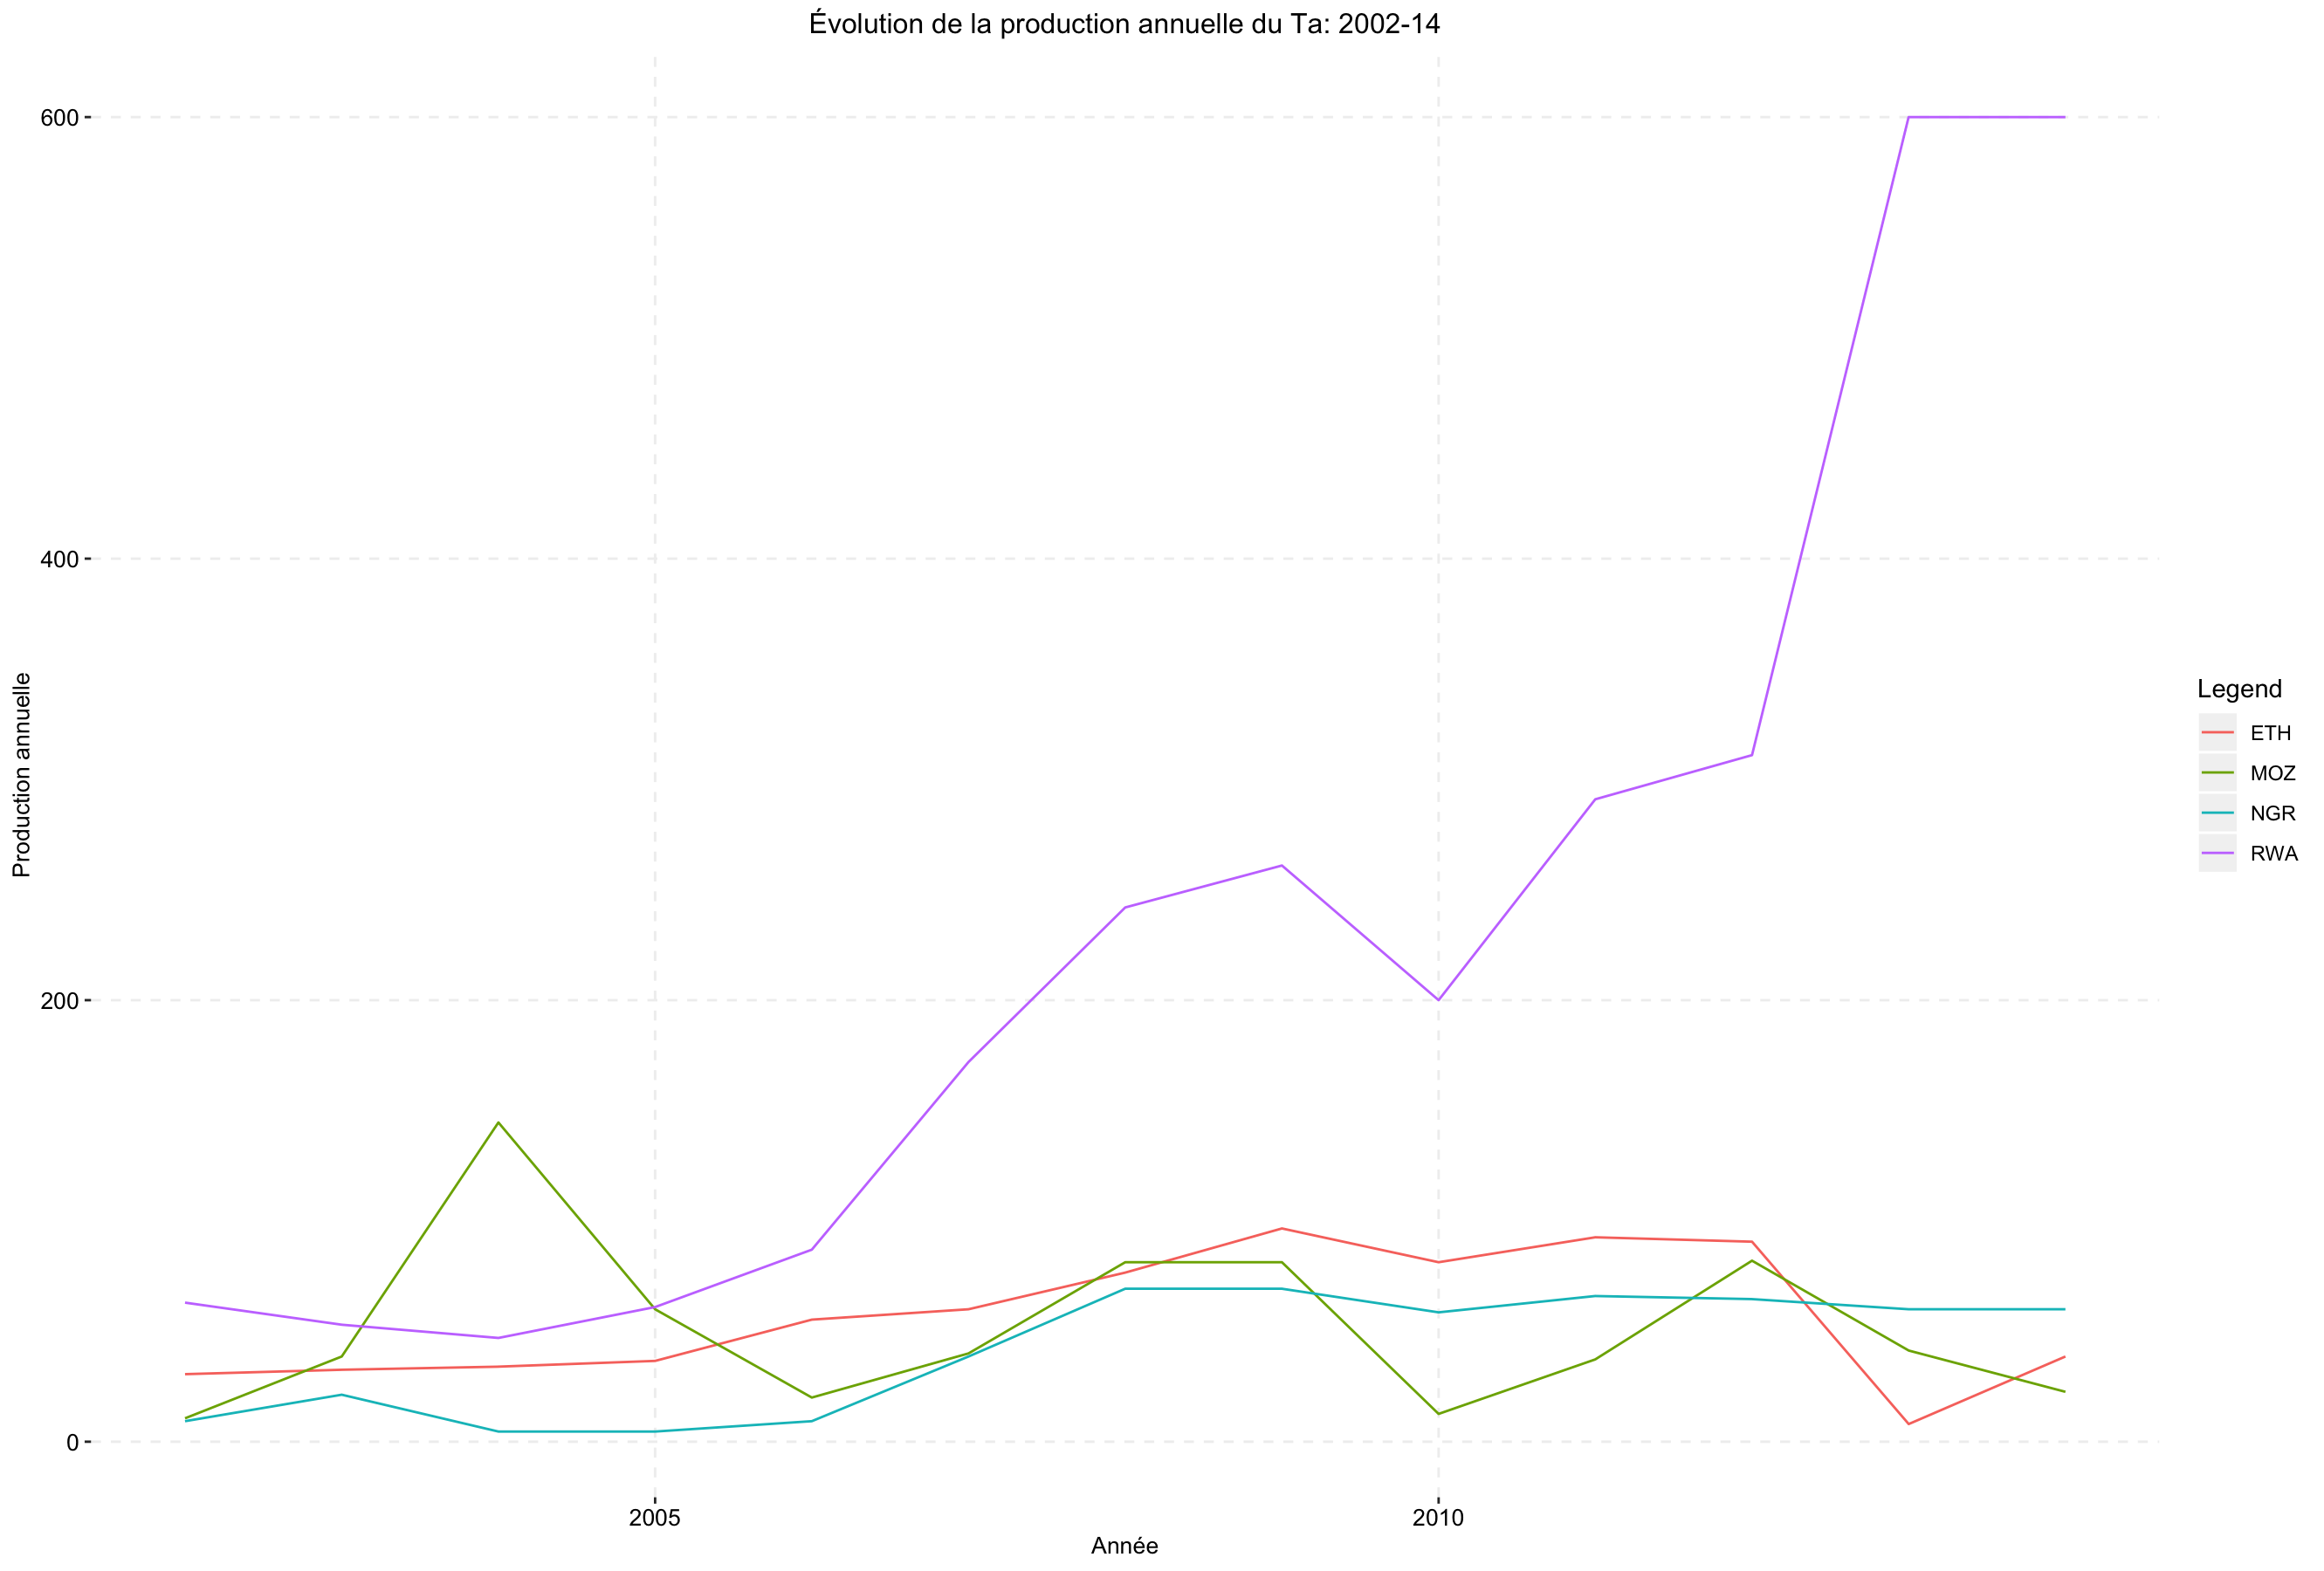 Évolution de la production annuelle du Ta: 2002-14
600
400
200
0
Production annuelle
2005
2010
Année
Legend
ETH
MOZ
NGR
RWA